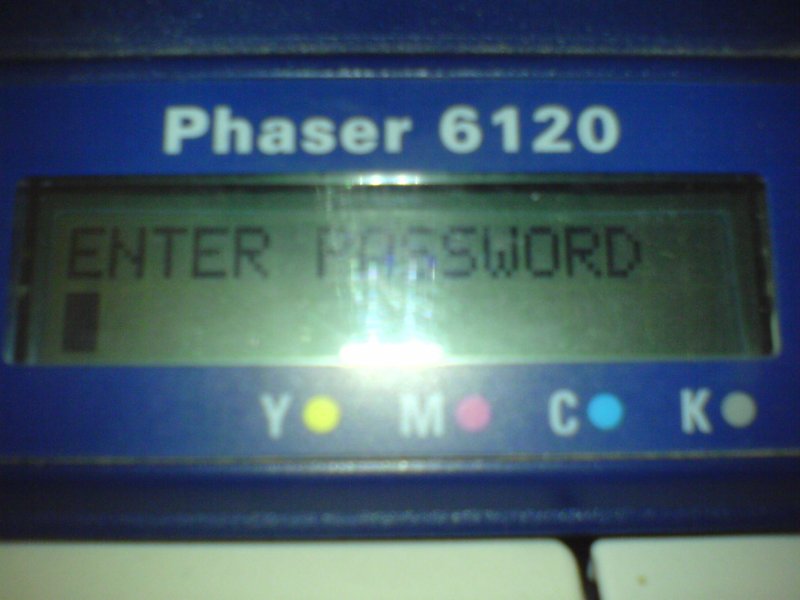 Phaser 6120
ENTER PASSWORD
Y M C K